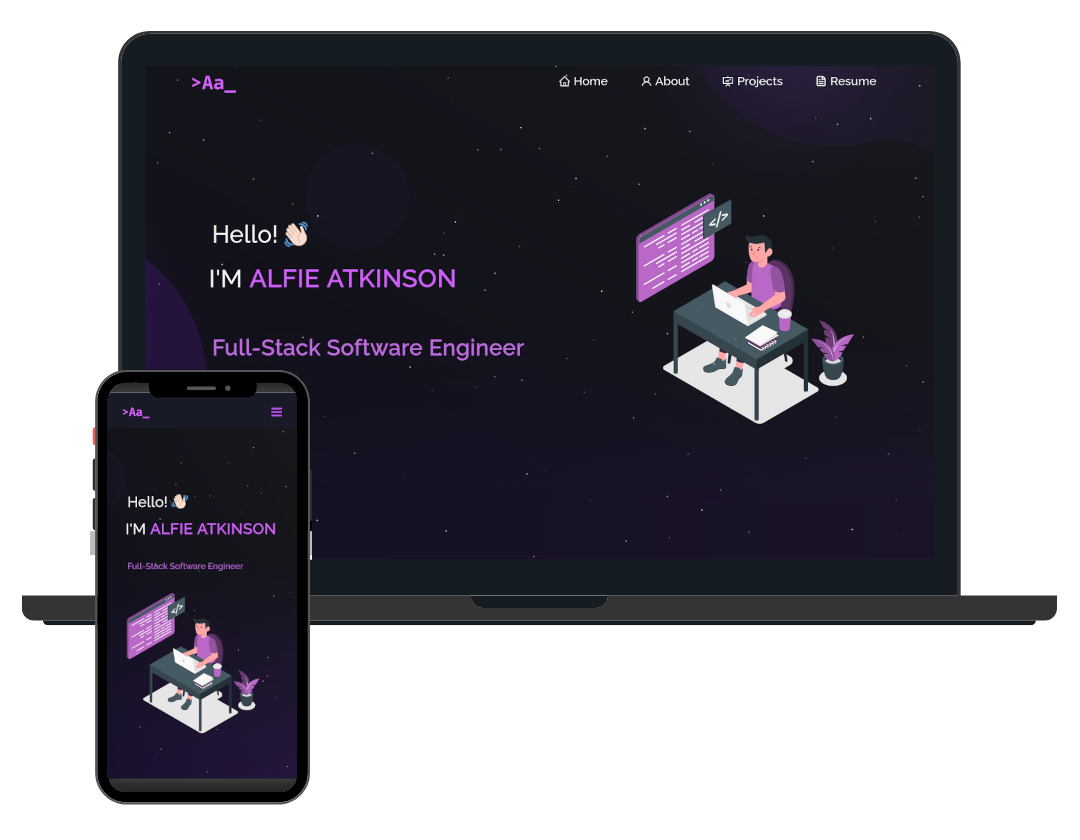 >Aa_
Home About Projects Resume
Hello! 👋🏻
I'M ALFIE ATKINSON
Full-Stack Software Engineer
</>
>Aa_
Hello! 👋🏻
I'M ALFIE ATKINSON
Full-Stack Software Engineer
</>